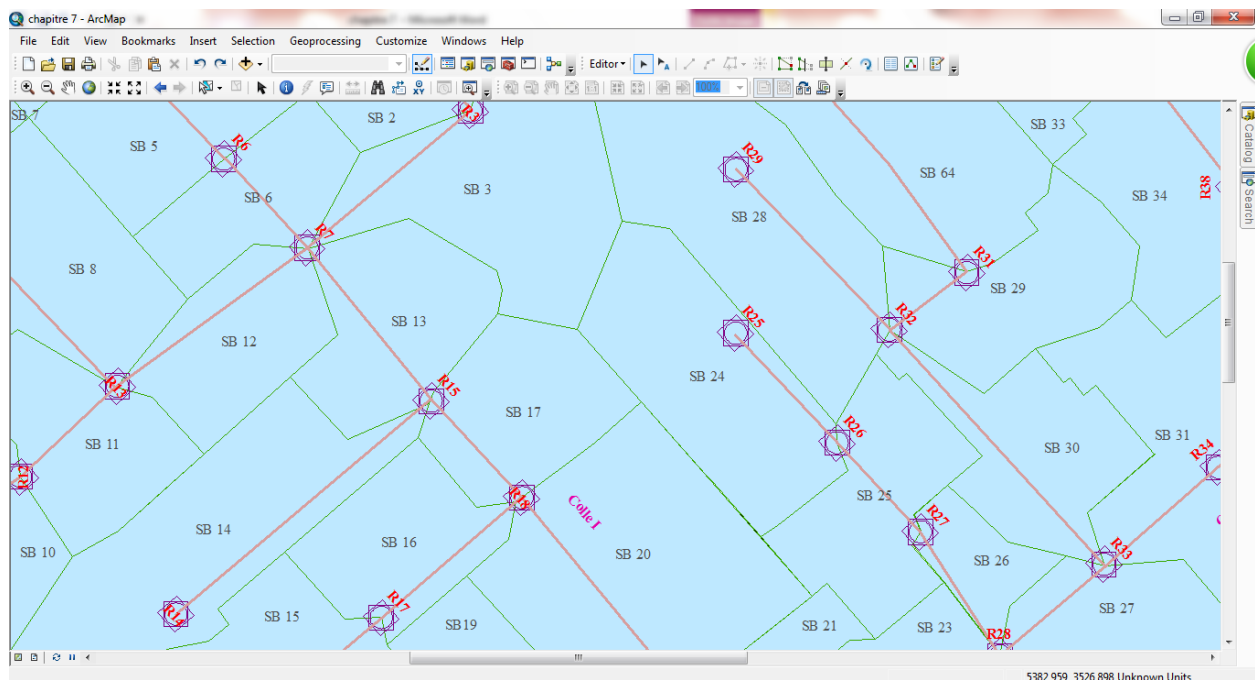 chapitre 7 - ArcMap
File Edit View Bookmarks Insert Selection Geoprocessing Customize Windows Help
Editor
100%
Catalog
Search
SB 7
SB 5
R6
SB 2
R3
SB 6
SB 3
R7
SB 8
SB 12
SB 13
R29
SB 28
SB 64
SB 33
SB 34
R38
R31
SB 29
R32
R25
SB 24
R13
R15
SB 11
SB 17
R26
SB 30
SB 31
R34
R12
R18
Colle I
SB 25
R27
SB 14
SB 16
SB 20
SB 10
R33
SB 26
SB 27
R14
SB 15
R17
SB19
SB 21
SB 23
R28
5382,959 3526,898 Unknown Units